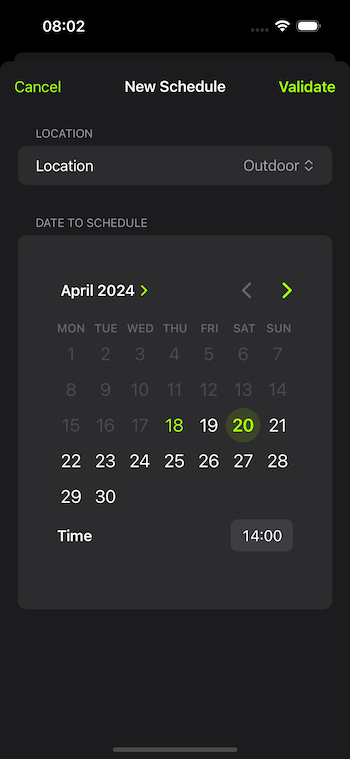 08:02
Cancel New Schedule Validate
LOCATION
Location Outdoor
DATE TO SCHEDULE
April 2024
MON TUE WED THU FRI SAT SUN
1 2 3 4 5 6 7
8 9 10 11 12 13 14
15 16 17 18 19 20 21
22 23 24 25 26 27 28
29 30
Time 14:00